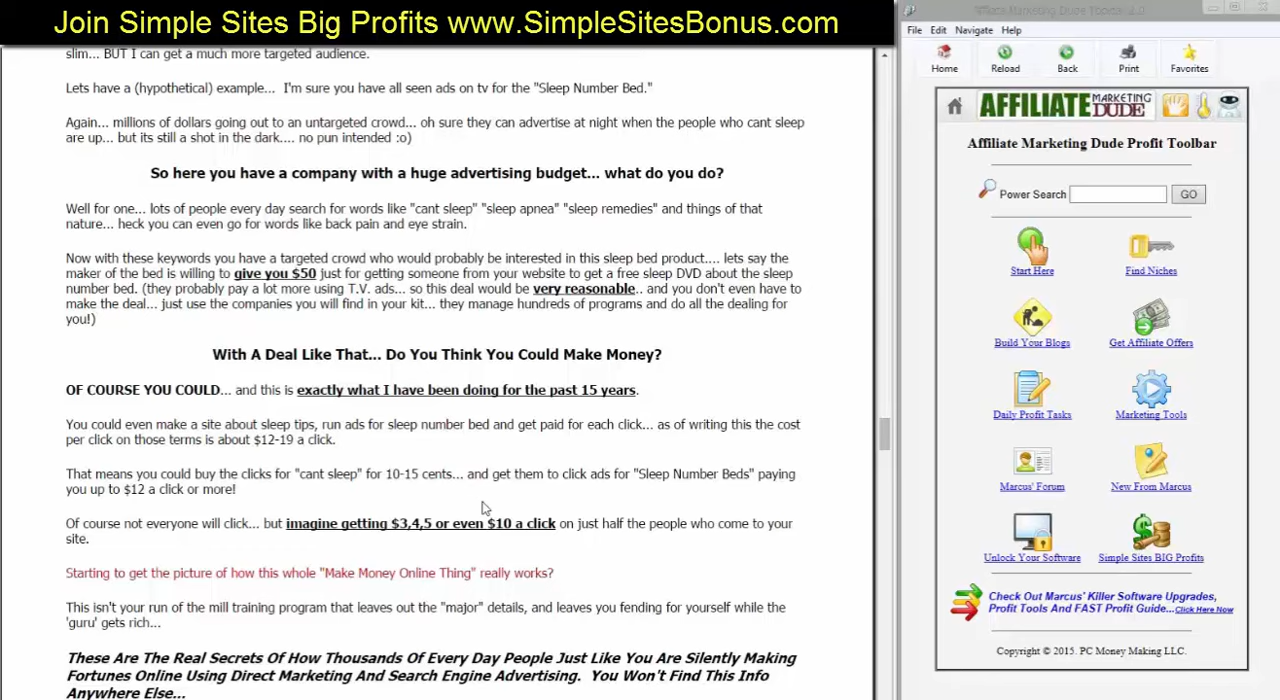 Join Simple Sites Big Profits www.SimpleSitesBonus.com
slim... BUT I can get a much more targeted audience.
Lets have a (hypothetical) example... I'm sure you have all seen ads on tv for the "Sleep Number Bed."
Again... millions of dollars going out to an untargeted crowd... oh sure they can advertise at night when the people who cant sleep
are up... but its still a shot in the dark.... no pun intended :o)
So here you have a company with a huge advertising budget... what do you do?
Well for one... lots of people every day search for words like "cant sleep" "sleep apnea" "sleep remedies" and things of that
nature... heck you can even go for words like back pain and eye strain.
Now with these keywords you have a targeted crowd who would probably be interested in this sleep bed product.... lets say the
maker of the bed is willing to give you $50 just for getting someone from your website to get a free sleep DVD about the sleep
number bed. (they probably pay a lot more using T.V. ads... so this deal would be very reasonable.. and you don't even have to
make the deal... just use the companies you will find in your kit... they manage hundreds of programs and do all the dealing for
you!)
With A Deal Like That... Do You Think You Could Make Money?
OF COURSE YOU COULD... and this is exactly what I have been doing for the past 15 years.
You could even make a site about sleep tips, run ads for sleep number bed and get paid for each click... as of writing this the cost
per click on those terms is about $12-19 a click.
That means you could buy the clicks for "cant sleep" for 10-15 cents... and get them to click ads for "Sleep Number Beds" paying
you up to $12 a click or more!
Of course not everyone will click... but imagine getting $3,4,5 or even $10 a click on just half the people who come to your
site.
Starting to get the picture of how this whole "Make Money Online Thing" really works?
This isn't your run of the mill training program that leaves out the "major" details, and leaves you fending for yourself while the
'guru' gets rich...
These Are The Real Secrets Of How Thousands Of Every Day People Just Like You Are Silently Making
Fortunes Online Using Direct Marketing And Search Engine Advertising. You Won't Find This Info
Anywhere Else...
Affiliate Marketing Dude Toolbar 2.0
File Edit Navigate Help
Home Reload Back Print Favorites
AFFILIATE MARKETING DUDE
Affiliate Marketing Dude Profit Toolbar
Power Search GO
Start Here Find Niches
Build Your Blogs Get Affiliate Offers
Daily Profit Tasks Marketing Tools
Marcus' Forum New From Marcus
Unlock Your Software Simple Sites BIG Profits
Check Out Marcus' Killer Software Upgrades,
Profit Tools And FAST Profit Guide...Click Here Now
Copyright © 2015. PC Money Making LLC.